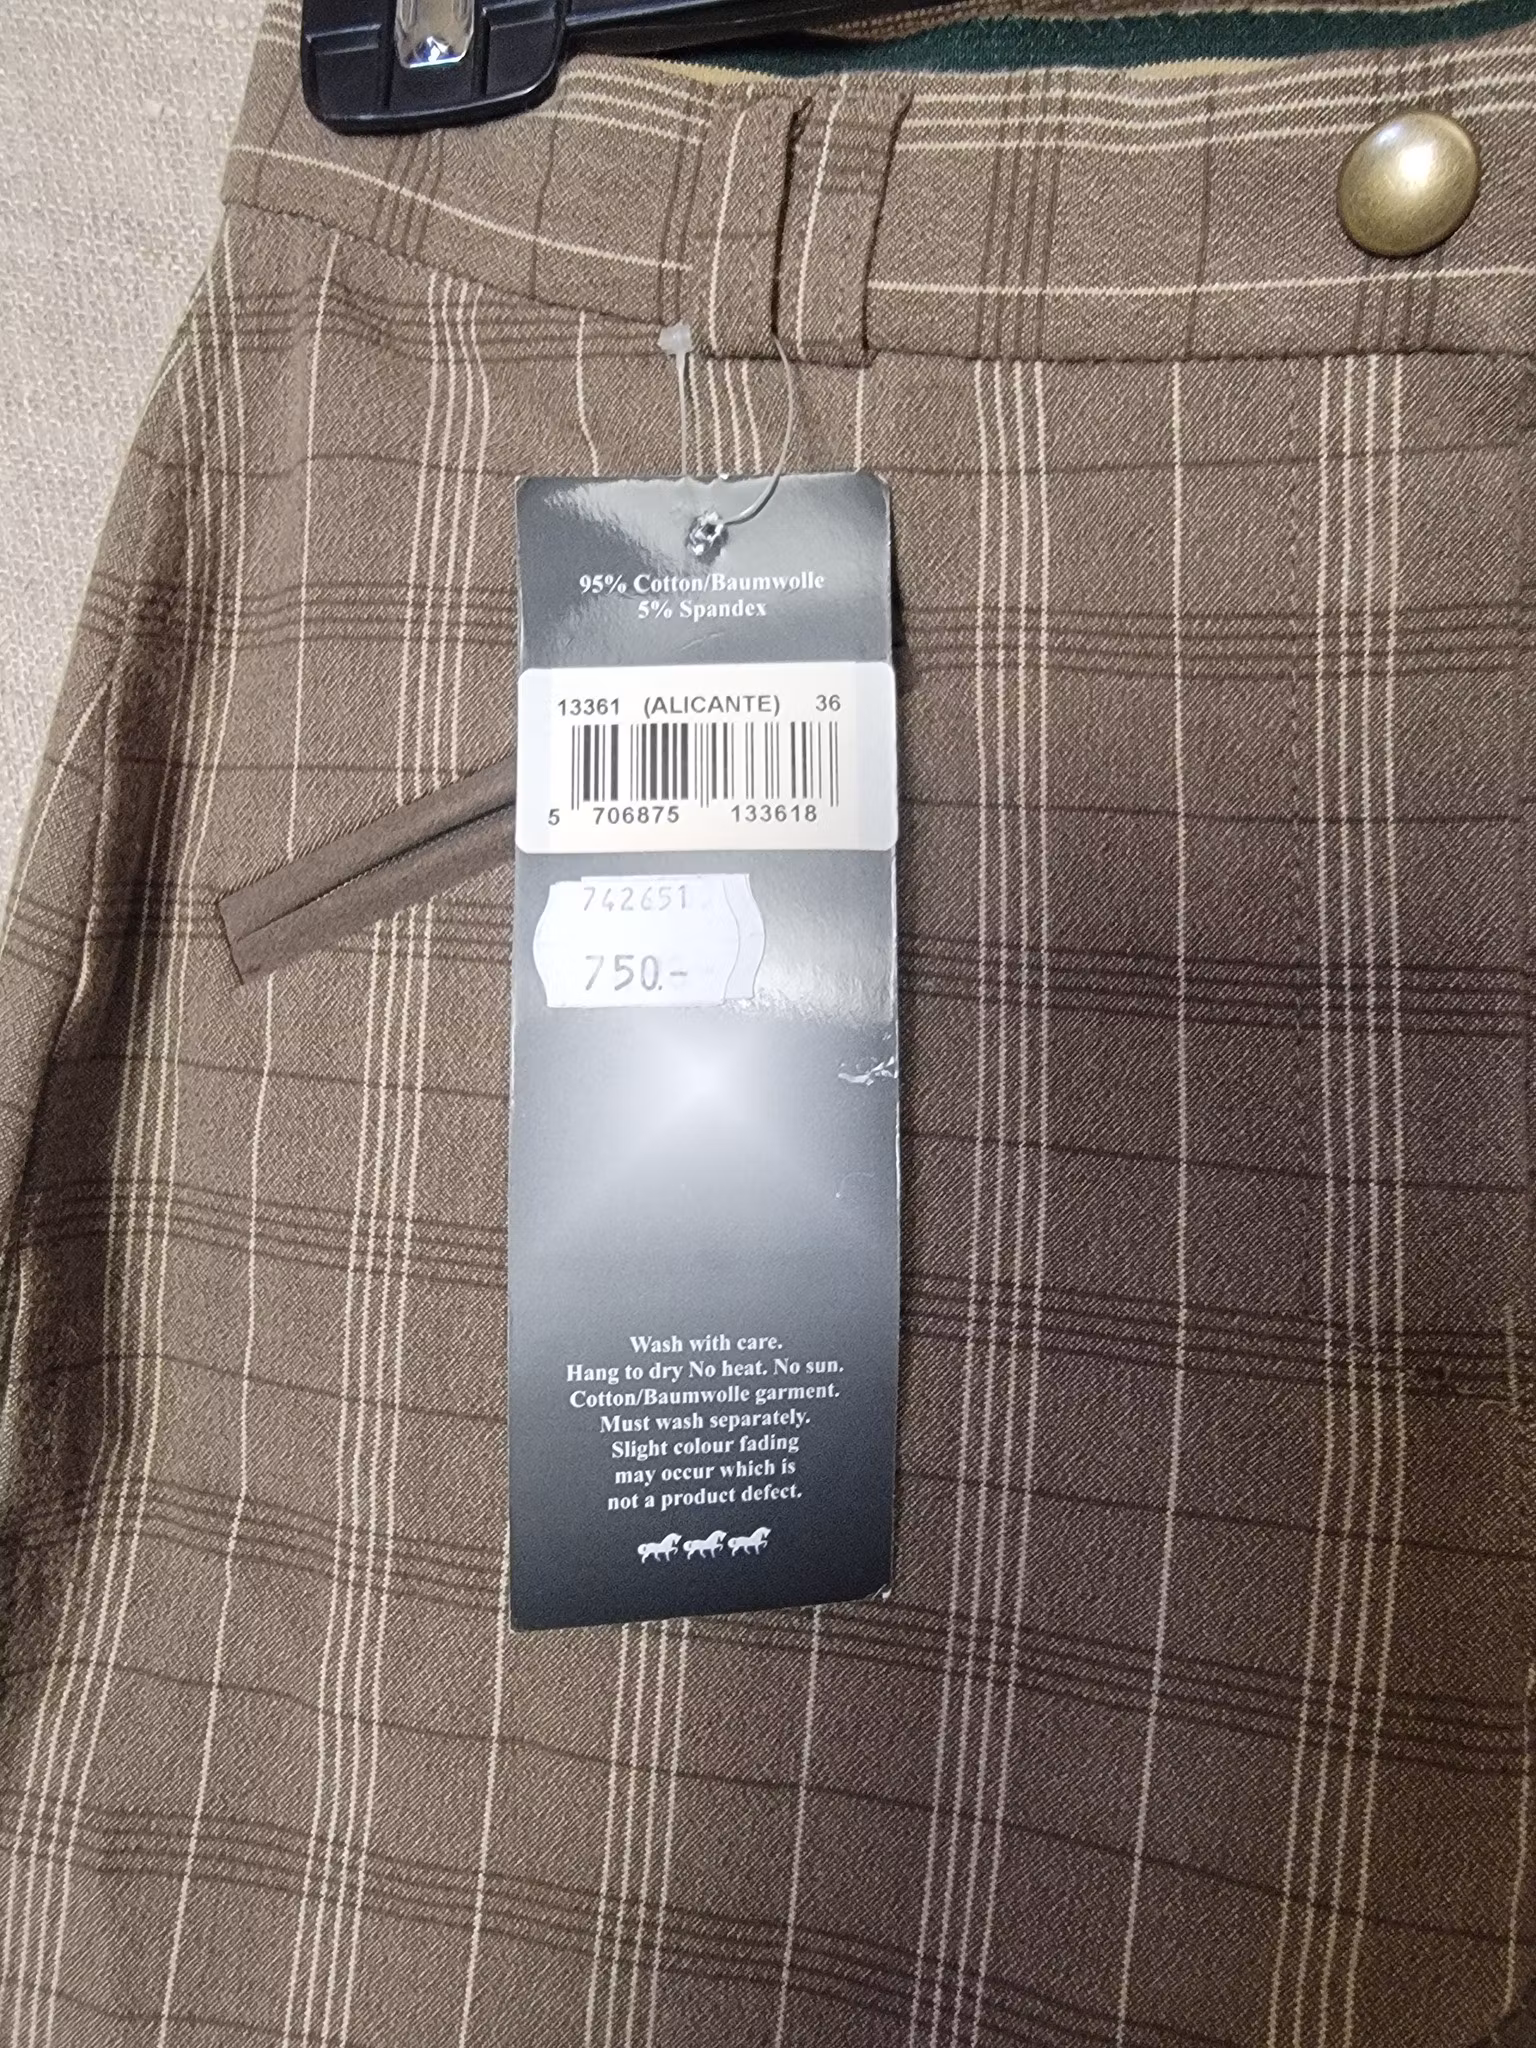 95% Cotton/Baumwolle
5% Spandex
13361 (ALICANTE) 36
5 706875 133618
742651
750.-
Wash with care.
Hang to dry No heat. No sun.
Cotton/Baumwolle garment.
Must wash separately.
Slight colour fading
may occur which is
not a product defect.